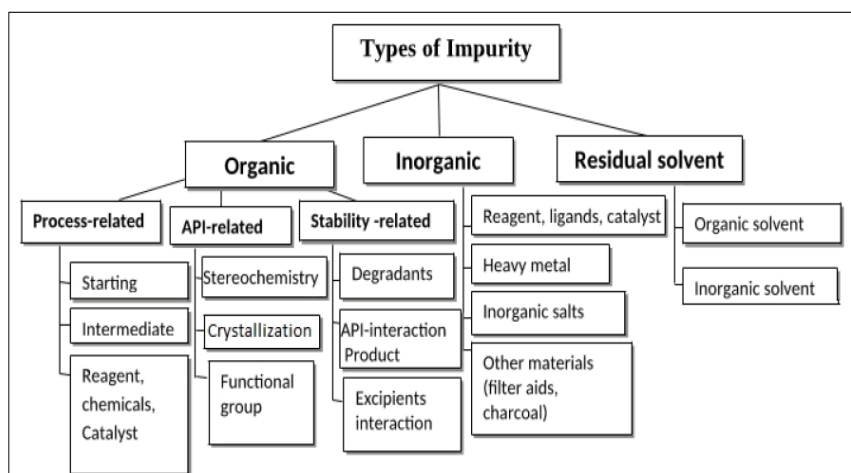 Types of Impurity
Organic
Inorganic
Residual solvent
Process-related
API-related
Stability -related
Starting
Intermediate
Reagent,
chemicals,
Catalyst
Stereochemistry
Crystallization
Functional
group
Degradants
API-interaction
Product
Excipients
interaction
Reagent, ligands, catalyst
Heavy metal
Inorganic salts
Other materials
(filter aids,
charcoal)
Organic solvent
Inorganic solvent